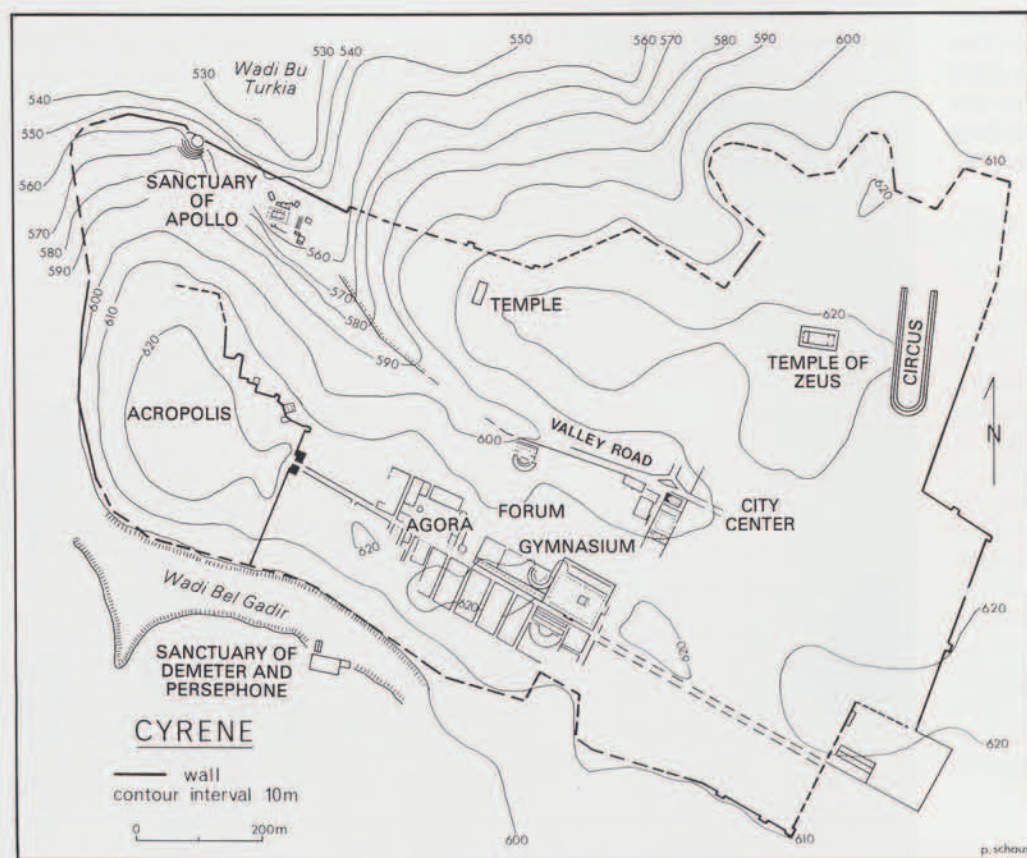 530 540
550
560 570
580
590
600
530
Wadi Bu
Turkia
540
550
560
570
580
590
610
620
SANCTUARY
OF
APOLLO
560
570
580
590
600
610
620
TEMPLE
620
TEMPLE OF
ZEUS
CIRCUS
N
ACROPOLIS
600
VALLEY ROAD
AGORA
FORUM
CITY
CENTER
GYMNASIUM
620
620
620
620
620
Wadi Bel Gadir
SANCTUARY OF
DEMETER AND
PERSEPHONE
CYRENE
wall
contour interval 10m
0 200m
600
610
p. schaus